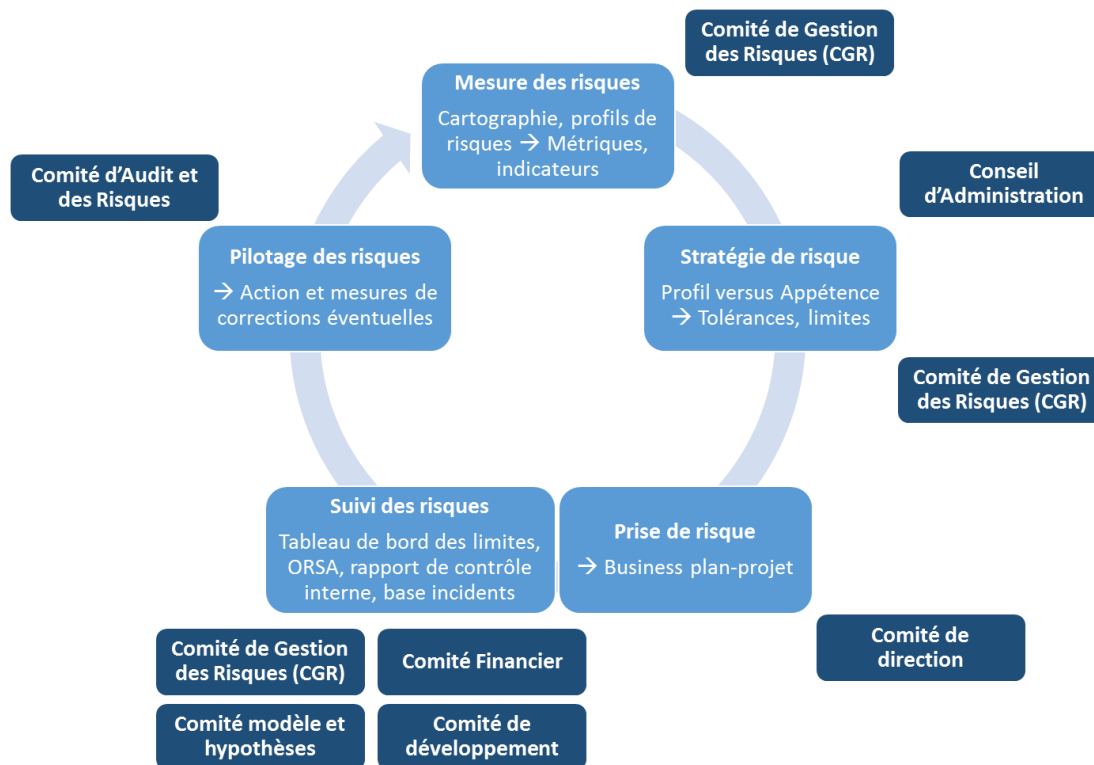 Comité de Gestion
des Risques (CGR)
Mesure des risques
Cartographie, profils de
risques → Métriques,
indicateurs
Comité d'Audit et
des Risques
Conseil
d'Administration
Pilotage des risques
→ Action et mesures de
corrections éventuelles
Stratégie de risque
Profil versus Appétence
→ Tolérances, limites
Comité de Gestion
des Risques (CGR)
Suivi des risques
Tableau de bord des limites,
ORSA, rapport de contrôle
interne, base incidents
Prise de risque
→ Business plan-projet
Comité de
direction
Comité de Gestion
des Risques (CGR)
Comité Financier
Comité modèle et
hypothèses
Comité de
développement